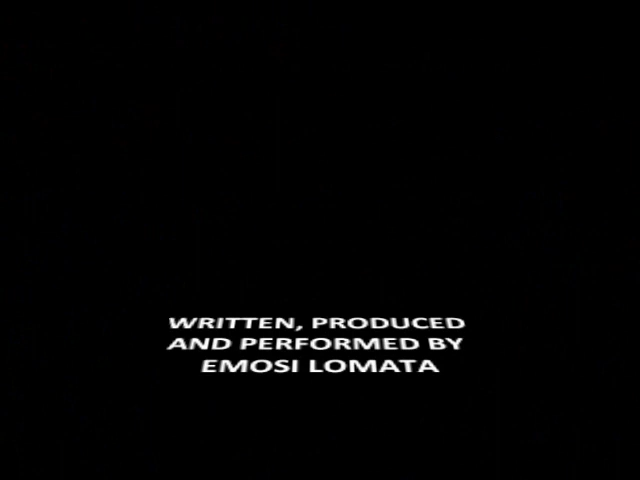 WRITTEN, PRODUCED
AND PERFORMED BY
EMOSI LOMATA